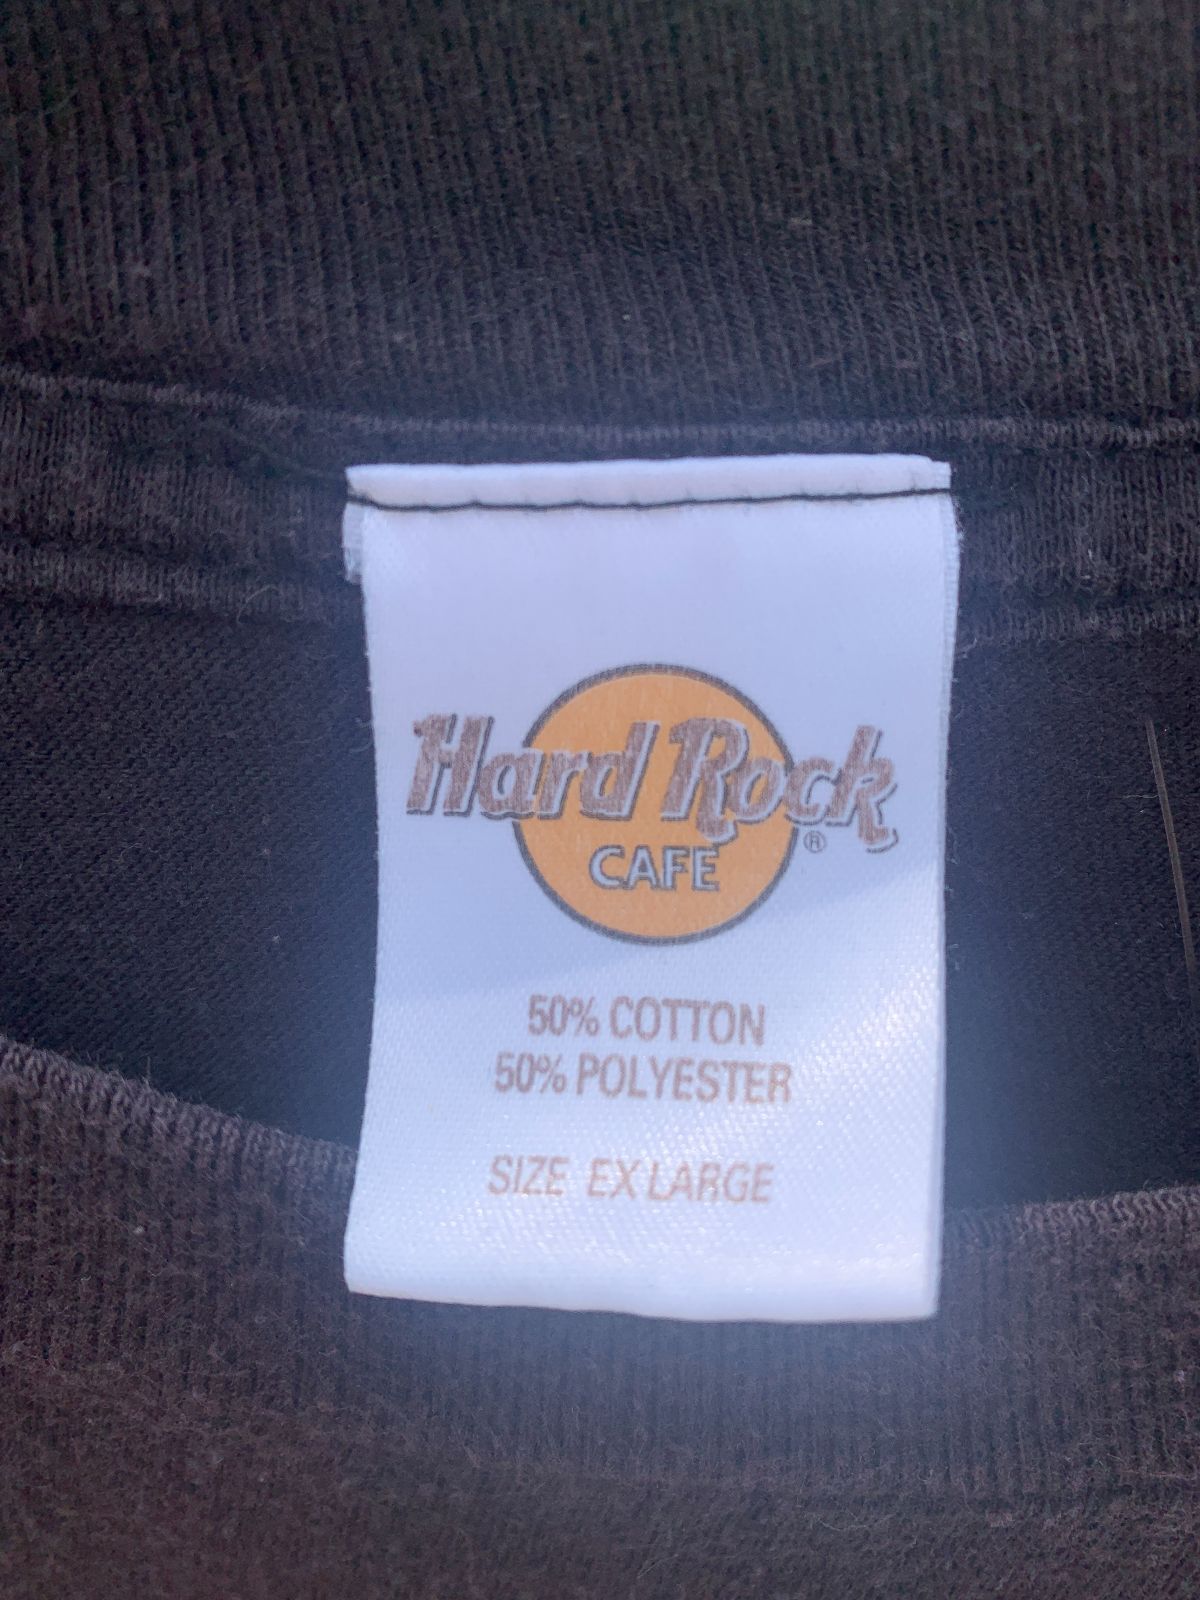 Hard Rock
CAFE
®
50% COTTON
50% POLYESTER
SIZE EX LARGE